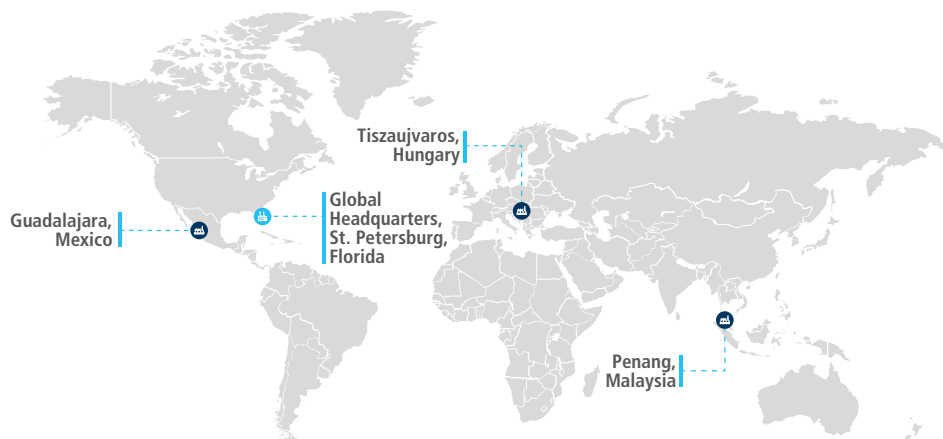 Tiszaujvaros,
Hungary
Global
Headquarters,
St. Petersburg,
Florida
Guadalajara,
Mexico
Penang,
Malaysia